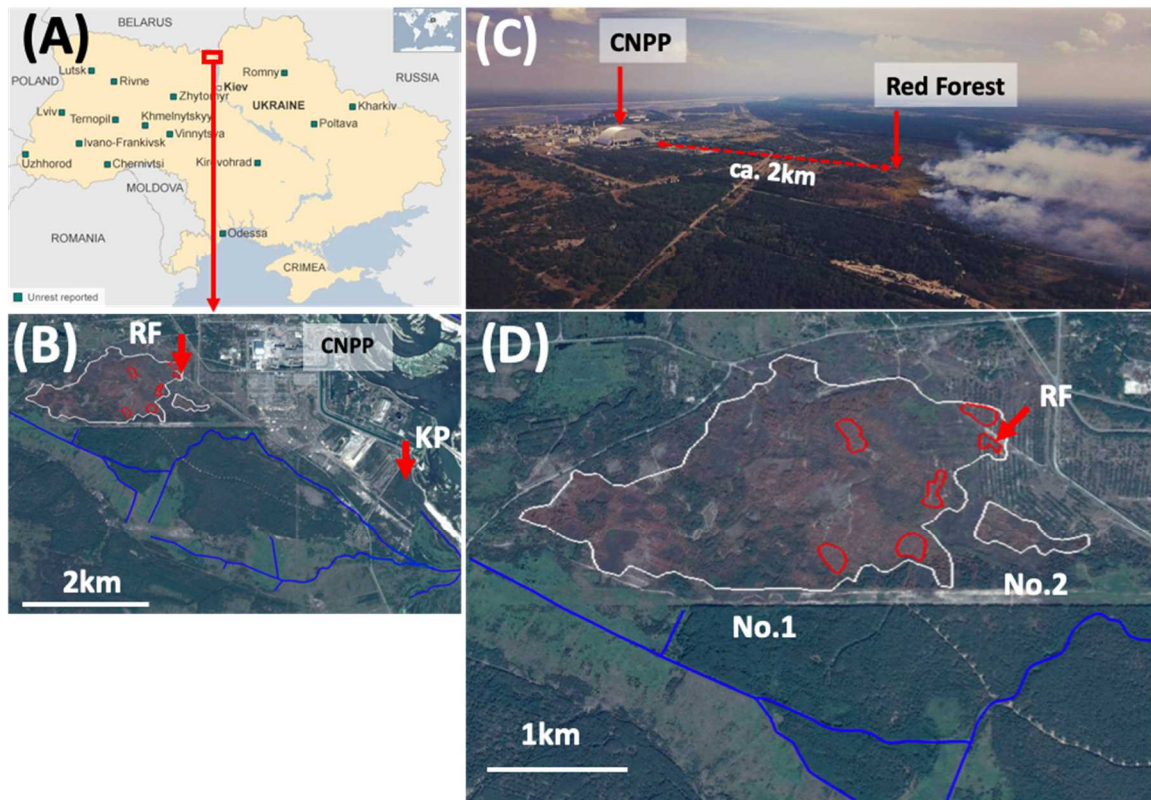 (A)
BELARUS
POLAND
Lutsk
Rivne
Zhytomyr
Kiev
Romny
RUSSIA
UKRAINE
Kharkiv
Lviv
Ternopil
Khmelnytskyy
Poltava
Ivano-Frankivsk
Vinnytsya
Uzhhorod
Chernivtsi
Kirovohrad
MOLDOVA
ROMANIA
Odessa
CRIMEA
Unrest reported
(B)
RF
CNPP
KP
2km
(C)
CNPP
Red Forest
ca. 2km
(D)
RF
No.2
No.1
1km